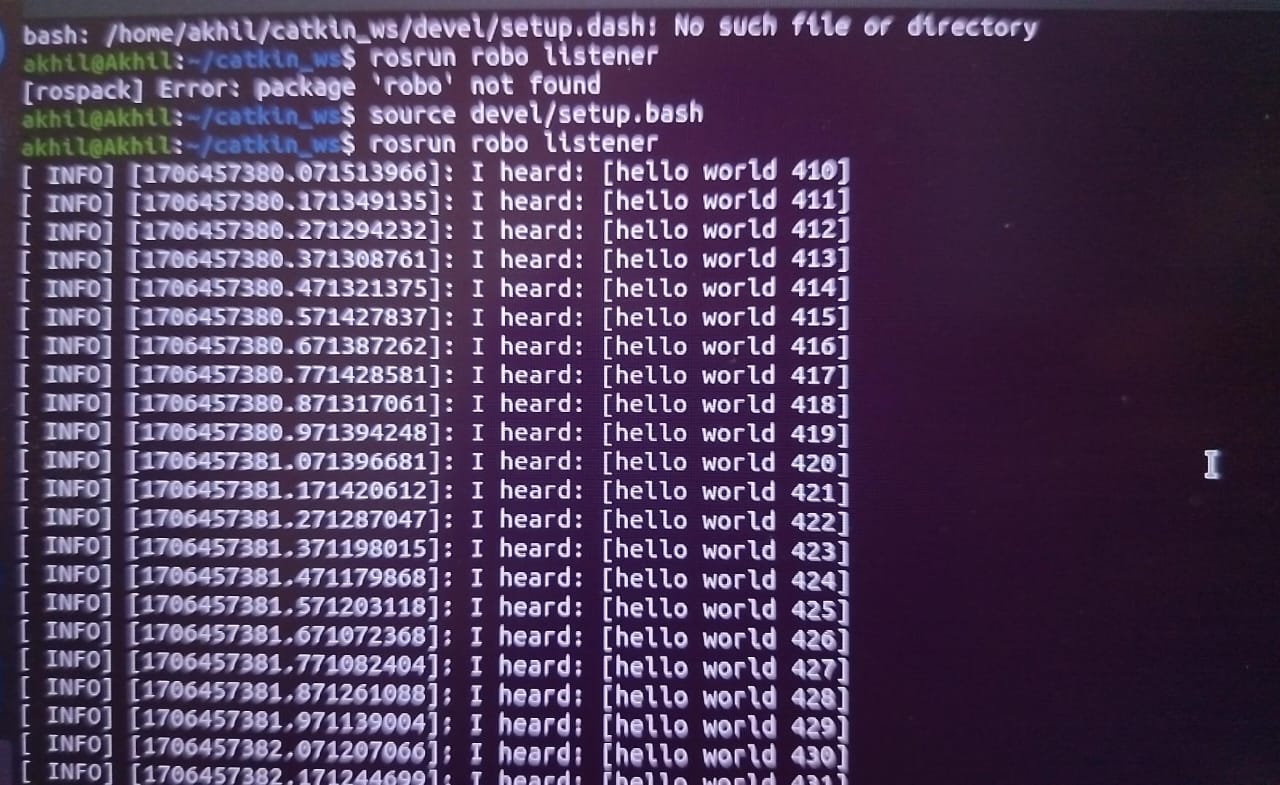 bash: /home/akhil/catkin_ws/devel/setup.dash: No such file or directory
akhil@Akhil:~/catkin_ws$ rosrun robo listener
[rospack] Error: package 'robo' not found
akhil@Akhil:~/catkin_ws$ source devel/setup.bash
akhil@Akhil:~/catkin_ws$ rosrun robo listener
[ INFO] [1706457380.071513966]: I heard: [hello world 410]
[ INFO] [1706457380.171349135]: I heard: [hello world 411]
[ INFO] [1706457380.271294232]: I heard: [hello world 412]
[ INFO] [1706457380.371308761]: I heard: [hello world 413]
[ INFO] [1706457380.471321375]: I heard: [hello world 414]
[ INFO] [1706457380.571427837]: I heard: [hello world 415]
[ INFO] [1706457380.671387262]: I heard: [hello world 416]
[ INFO] [1706457380.771428581]: I heard: [hello world 417]
[ INFO] [1706457380.871317061]: I heard: [hello world 418]
[ INFO] [1706457380.971394248]: I heard: [hello world 419]
[ INFO] [1706457381.071396681]: I heard: [hello world 420]
[ INFO] [1706457381.171420612]: I heard: [hello world 421]
[ INFO] [1706457381.271287047]: I heard: [hello world 422]
[ INFO] [1706457381.371198015]: I heard: [hello world 423]
[ INFO] [1706457381.471179868]: I heard: [hello world 424]
[ INFO] [1706457381.571203118]: I heard: [hello world 425]
[ INFO] [1706457381.671072368]: I heard: [hello world 426]
[ INFO] [1706457381.771082404]: I heard: [hello world 427]
[ INFO] [1706457381.871261088]: I heard: [hello world 428]
[ INFO] [1706457381.971139004]: I heard: [hello world 429]
[ INFO] [1706457382.071207066]: I heard: [hello world 430]
[ INFO] [1706457382.171244699]: I heard: [hello world 431]